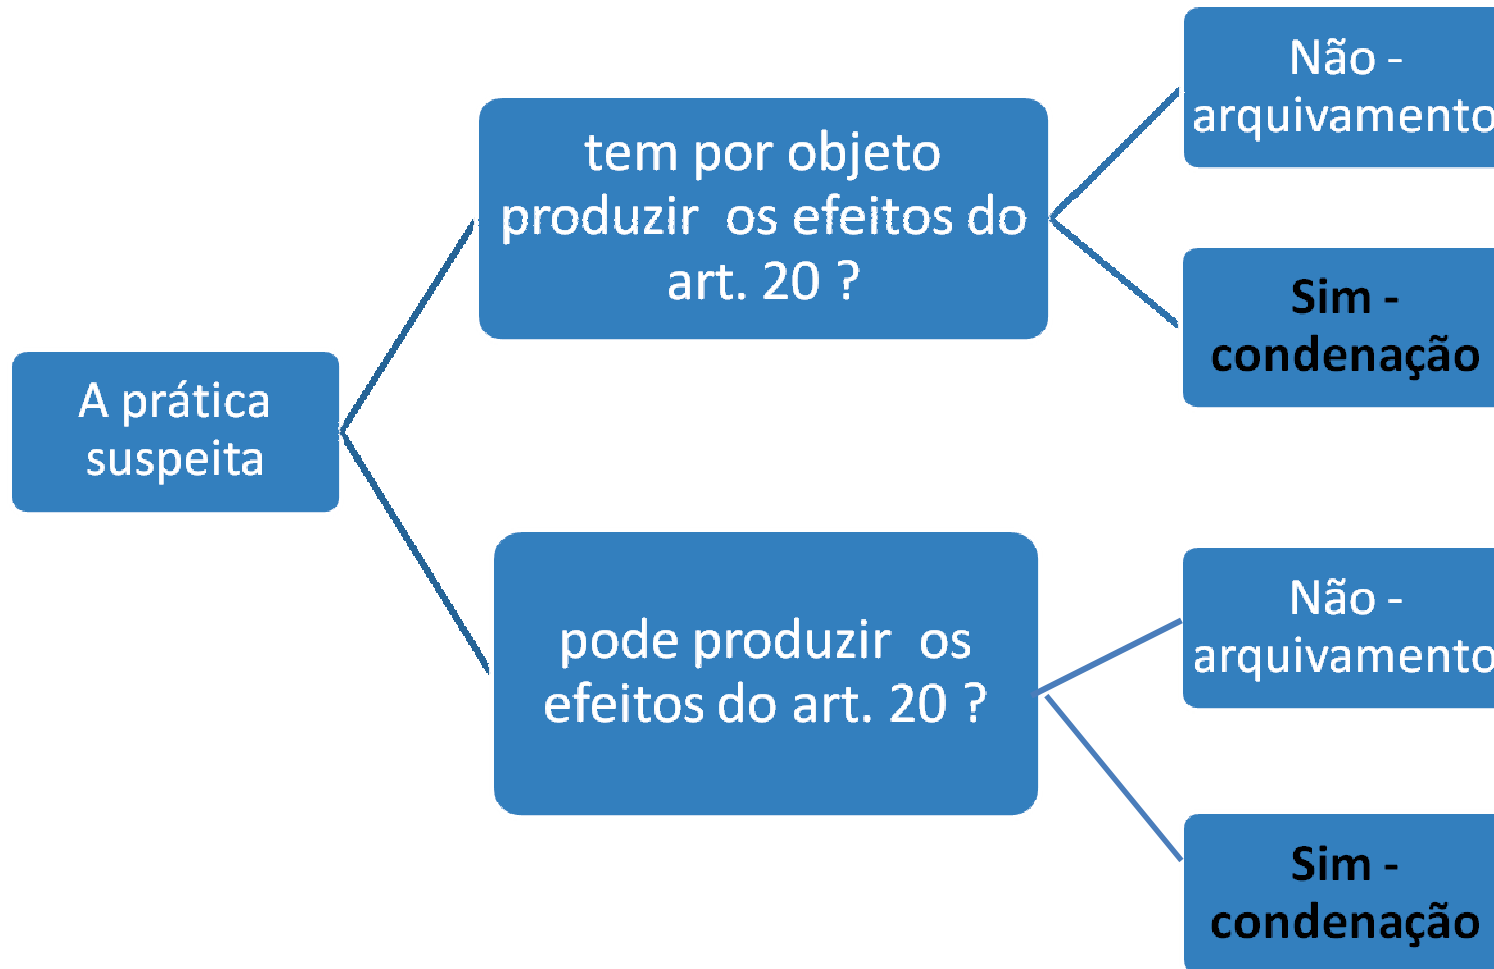 A prática
suspeita
tem por objeto
produzir os efeitos do
art. 20 ?
Não -
arquivamento
Sim -
condenação
pode produzir os
efeitos do art. 20 ?
Não -
arquivamento
Sim -
condenação